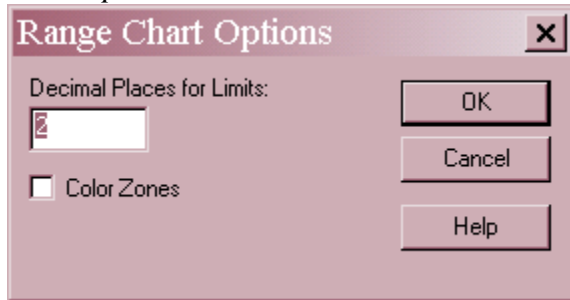 Range Chart Options
Decimal Places for Limits:
2
Color Zones
OK
Cancel
Help